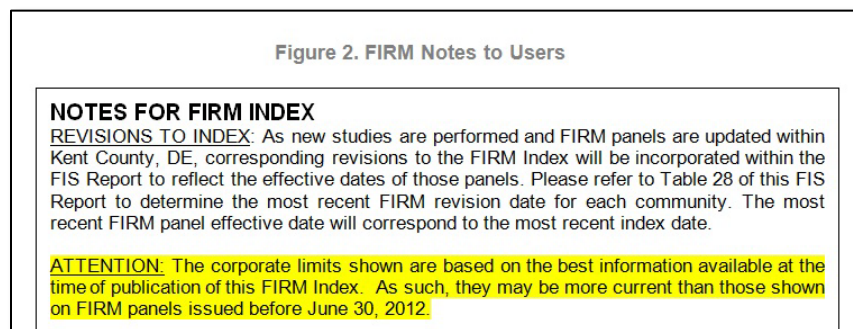 Figure 2. FIRM Notes to Users
NOTES FOR FIRM INDEX
REVISIONS TO INDEX: As new studies are performed and FIRM panels are updated within
Kent County, DE, corresponding revisions to the FIRM Index will be incorporated within the
FIS Report to reflect the effective dates of those panels. Please refer to Table 28 of this FIS
Report to determine the most recent FIRM revision date for each community. The most
recent FIRM panel effective date will correspond to the most recent index date.
ATTENTION: The corporate limits shown are based on the best information available at the
time of publication of this FIRM Index. As such, they may be more current than those shown
on FIRM panels issued before June 30, 2012.